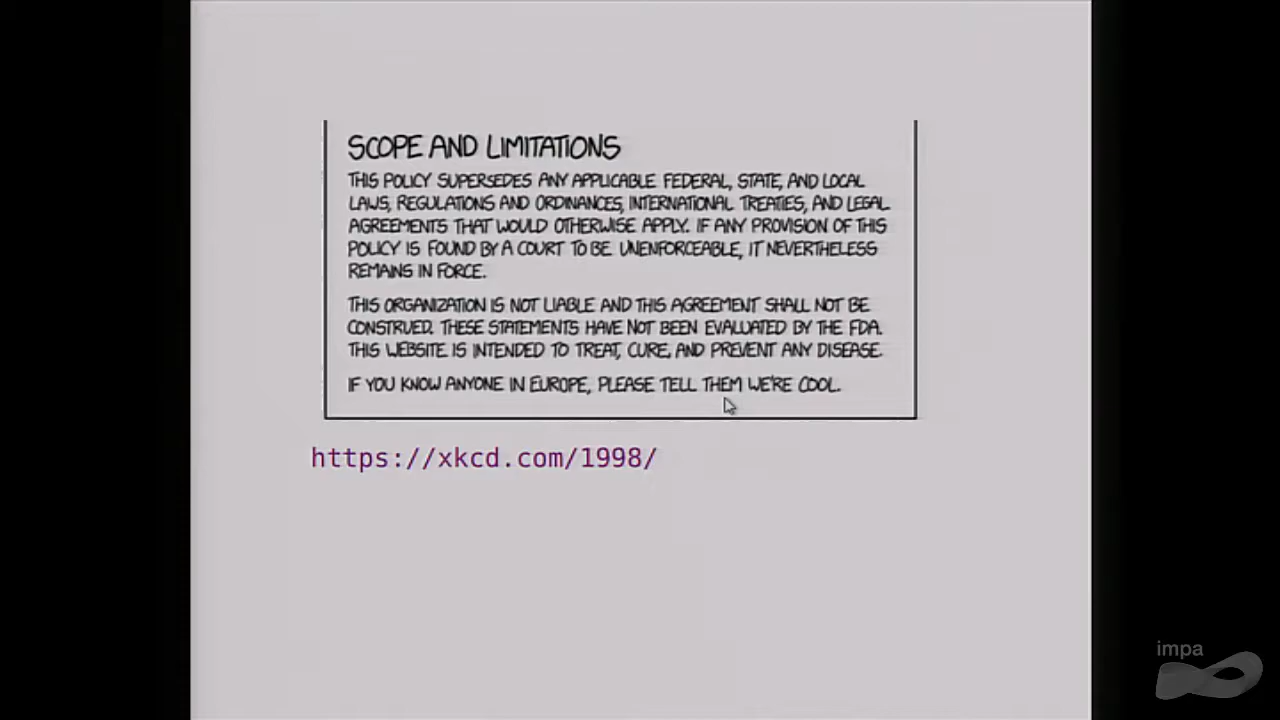 SCOPE AND LIMITATIONS
THIS POLICY SUPERSEDES ANY APPLICABLE FEDERAL, STATE, AND LOCAL
LAWS, REGULATIONS AND ORDINANCES, INTERNATIONAL TREATIES, AND LEGAL
AGREEMENTS THAT WOULD OTHERWISE APPLY. IF ANY PROVISION OF THIS
POLICY IS FOUND BY A COURT TO BE UNENFORCEABLE, IT NEVERTHELESS
REMAINS IN FORCE.
THIS ORGANIZATION IS NOT LIABLE AND THIS AGREEMENT SHALL NOT BE
CONSTRUED. THESE STATEMENTS HAVE NOT BEEN EVALUATED BY THE FDA.
THIS WEBSITE IS INTENDED TO TREAT, CURE, AND PREVENT ANY DISEASE.
IF YOU KNOW ANYONE IN EUROPE, PLEASE TELL THEM WE'RE COOL.
https://xkcd.com/1998/
impa